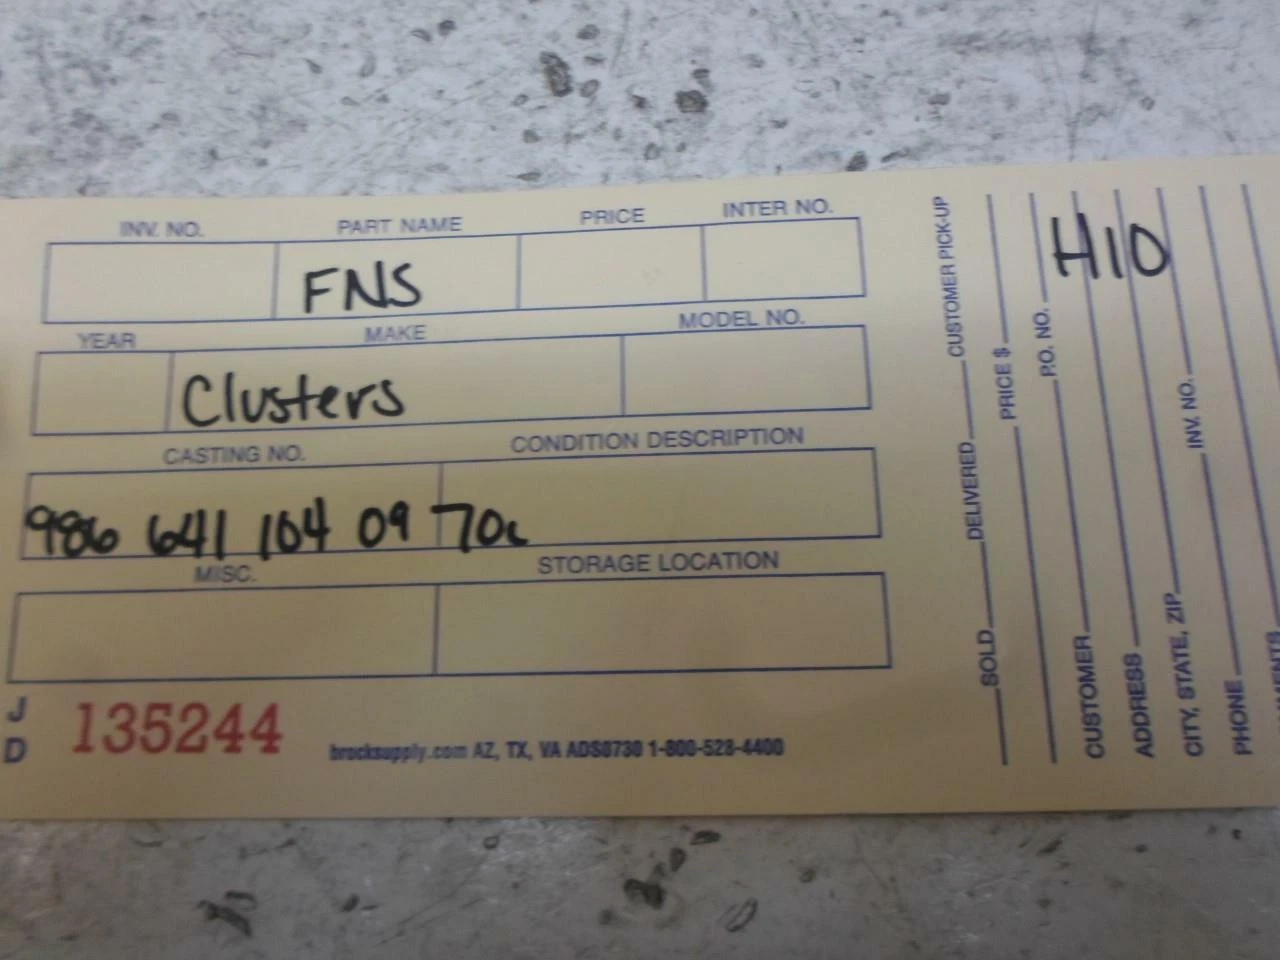 INV. NO. PART NAME PRICE INTER NO.
FNS
YEAR MAKE MODEL NO.
Clusters
CASTING NO. CONDITION DESCRIPTION
986 641 104 09 70c
MISC. STORAGE LOCATION
J
D
135244
brocksupply.com AZ, TX, VA ADS0730 1-800-528-4400
SOLD DELIVERED CUSTOMER PICK-UP
PRICE $
P.O. NO.
H10
CUSTOMER
ADDRESS
CITY, STATE, ZIP INV. NO.
PHONE